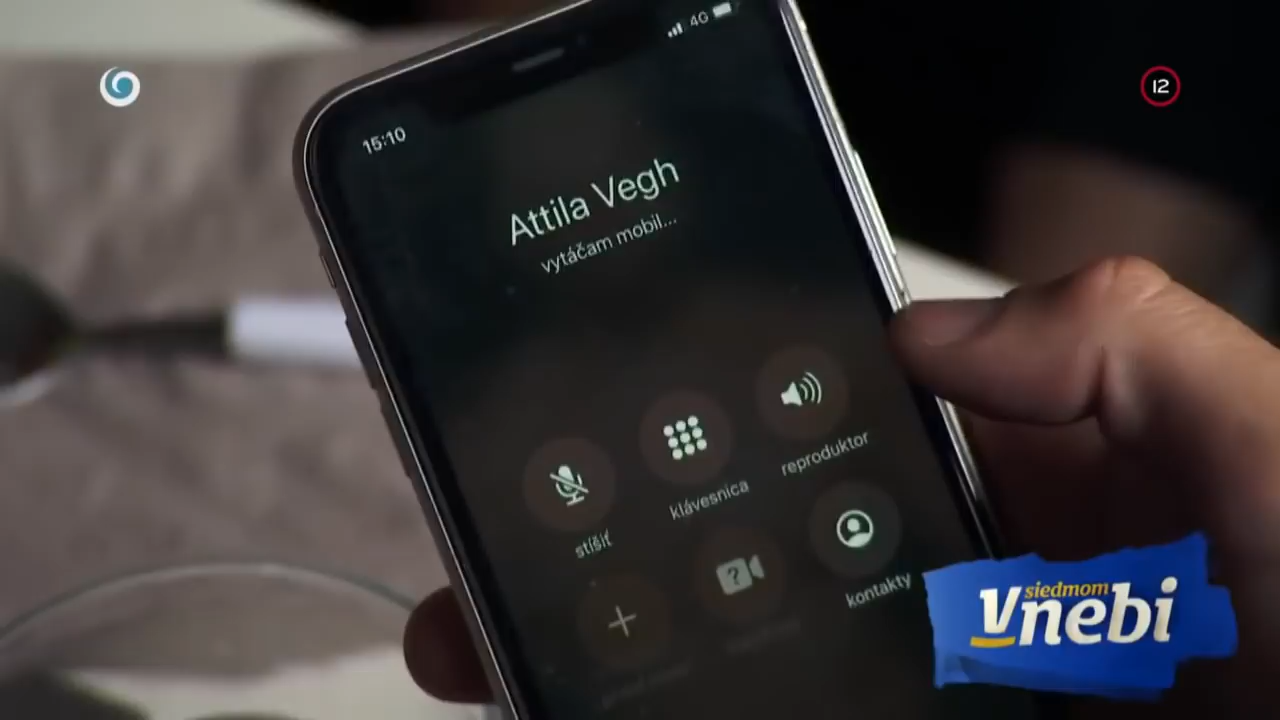 4G
12
15:10
Attila Vegh
vytáčam mobil...
stíšiť
klávesnica
reproduktor
?
kontakty
V siedmom
nebi